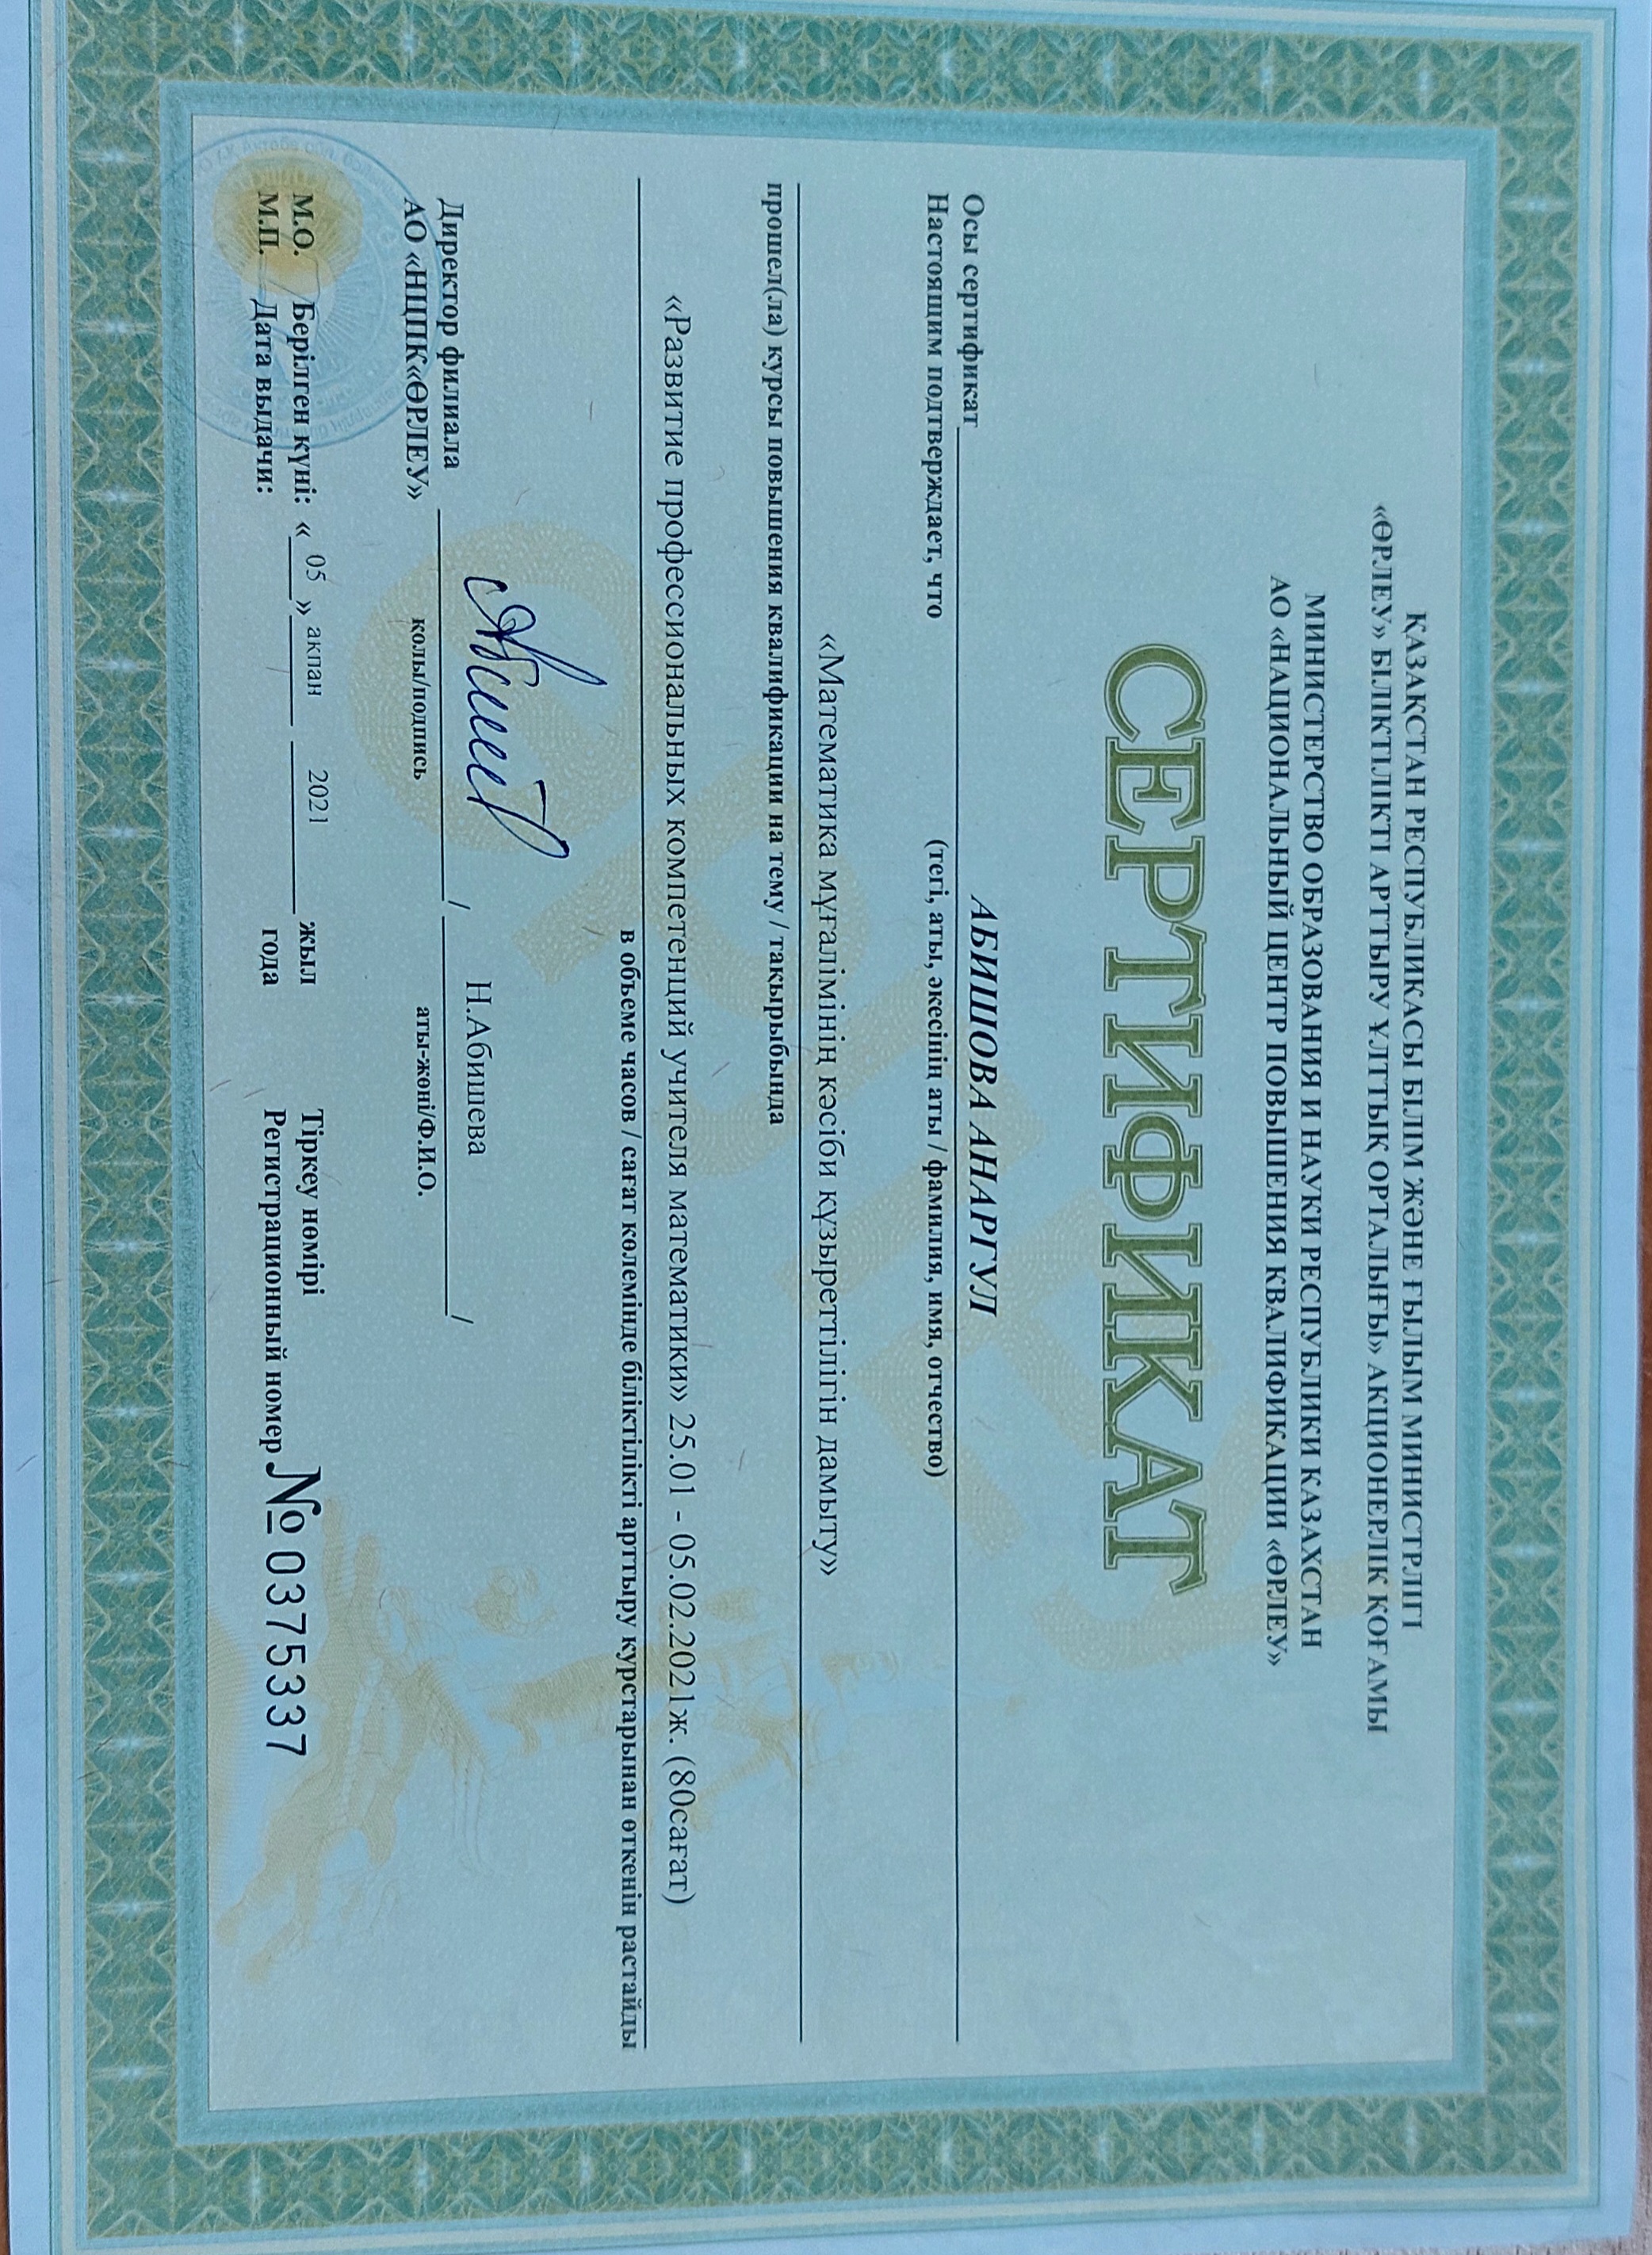 ҚАЗАҚСТАН РЕСПУБЛИКАСЫ БІЛІМ ЖӘНЕ ҒЫЛЫМ МИНИСТРЛІГІ
«ӨРЛЕУ» БІЛІКТІЛІКТІ АРТТЫРУ ҰЛТТЫҚ ОРТАЛЫҒЫ» АКЦИОНЕРЛІК ҚОҒАМЫ
МИНИСТЕРСТВО ОБРАЗОВАНИЯ И НАУКИ РЕСПУБЛИКИ КАЗАХСТАН
АО «НАЦИОНАЛЬНЫЙ ЦЕНТР ПОВЫШЕНИЯ КВАЛИФИКАЦИИ «ӨРЛЕУ»
СЕРТИФИКАТ
Осы сертификат АБИШОВА АНАРГУЛ
Настоящим подтверждает, что (тегі, аты, әкесінің аты / фамилия, имя, отчество)
«Математика мұғалімінің кәсіби құзыреттілігін дамыту»
прошел(ла) курсы повышения квалификации на тему / тақырыбында
«Развитие профессиональных компетенций учителя математики» 25.01 - 05.02.2021ж. (80сағат)
в объеме часов / сағат көлемінде біліктілікті арттыру курстарынан өткенін растайды
Директор филиала
АО «НЦПК«ӨРЛЕУ» / Н.Абишева /
қолы/подпись аты-жөні/Ф.И.О.
М.О. Берілген күні: « 05 » ақпан 2021 жыл Тіркеу нөмірі
М.П. Дата выдачи: года Регистрационный номер № 0375337